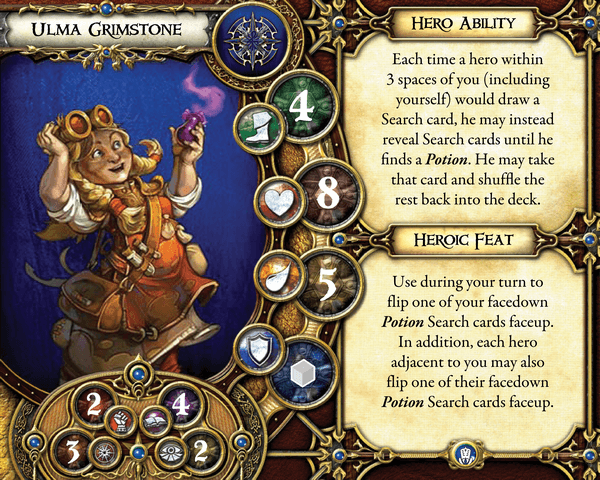 Ulma Grimstone
4
8
5
2
4
3
2
Hero Ability
Each time a hero within
3 spaces of you (including
yourself) would draw a
Search card, he may instead
reveal Search cards until he
finds a Potion. He may take
that card and shuffle the
rest back into the deck.
Heroic Feat
Use during your turn to
flip one of your facedown
Potion Search cards faceup.
In addition, each hero
adjacent to you may also
flip one of their facedown
Potion Search cards faceup.